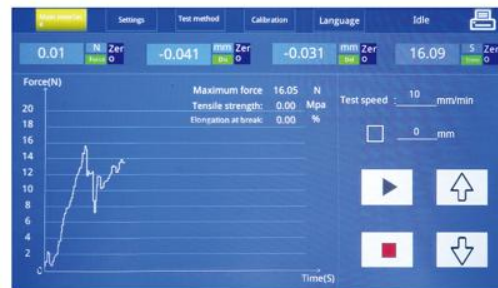 Settings
Test method
Calibration
Language
Idle
0.01 N Zer o
-0.041 mm Zer o
-0.031 mm Zer o
16.09 S Zer o
Force(N)
Maximum force 16.05 N
Tensile strength: 0.00 Mpa
Elongation at break: 0.00 %
Test speed : 10 mm/min
0 mm
20
18
16
14
12
10
8
6
4
2
0
Time(S)